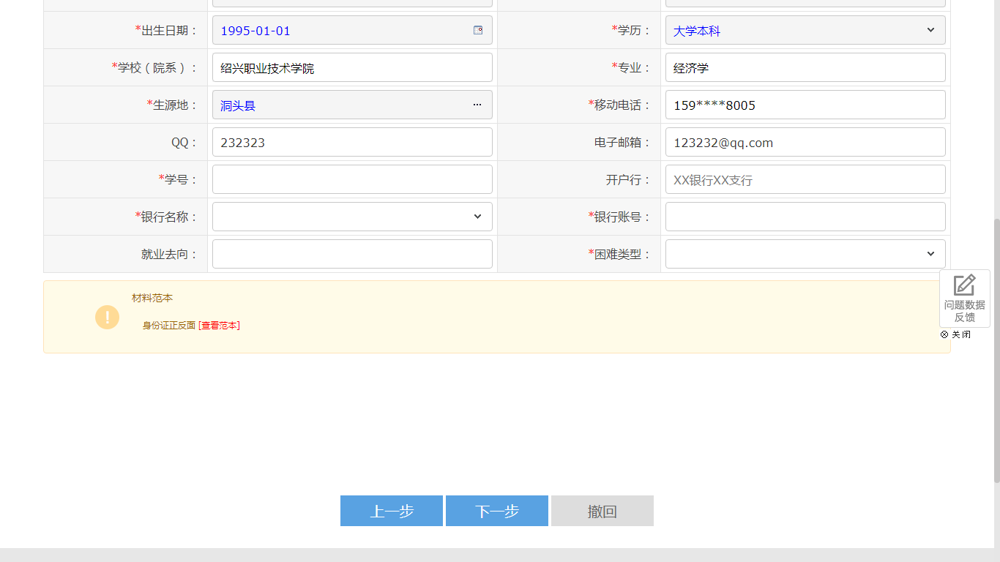 *出生日期： 1995-01-01 *学历： 大学本科
*学校（院系）： 绍兴职业技术学院 *专业： 经济学
*生源地： 洞头县 ... *移动电话： 159****8005
QQ： 232323 电子邮箱： 123232@qq.com
*学号： 开户行： XX银行XX支行
*银行名称： *银行账号：
就业去向： *困难类型：
材料范本
身份证正反面 [查看范本]
问题数据
反馈
关闭
上一步 下一步 撤回